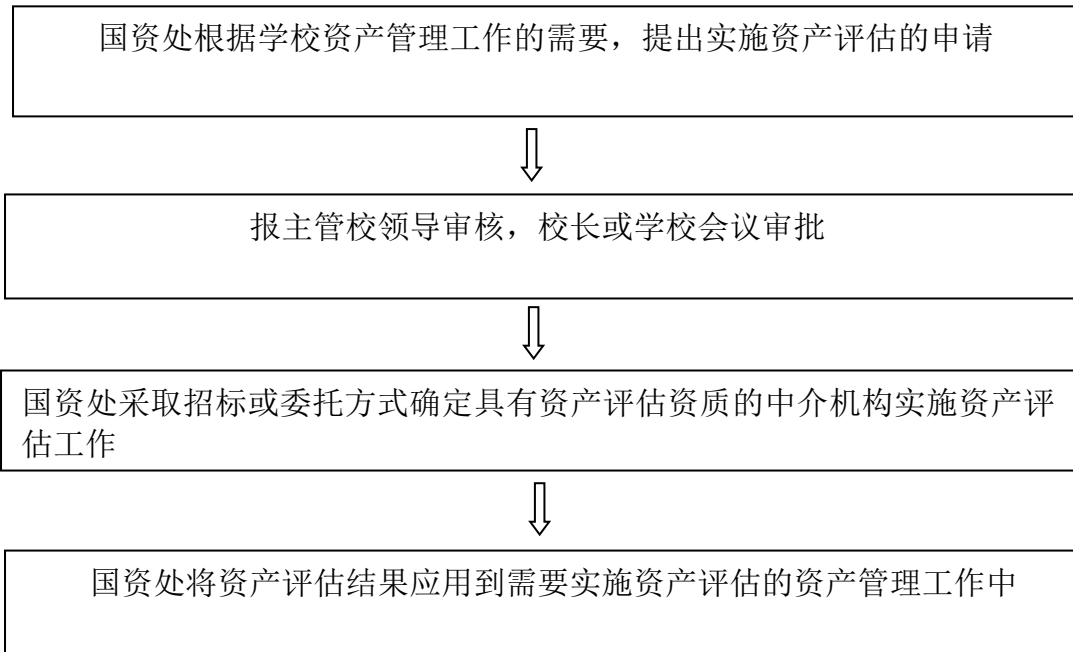 国资处根据学校资产管理工作的需要，提出实施资产评估的申请
报主管校领导审核，校长或学校会议审批
国资处采取招标或委托方式确定具有资产评估资质的中介机构实施资产评
估工作
国资处将资产评估结果应用到需要实施资产评估的资产管理工作中